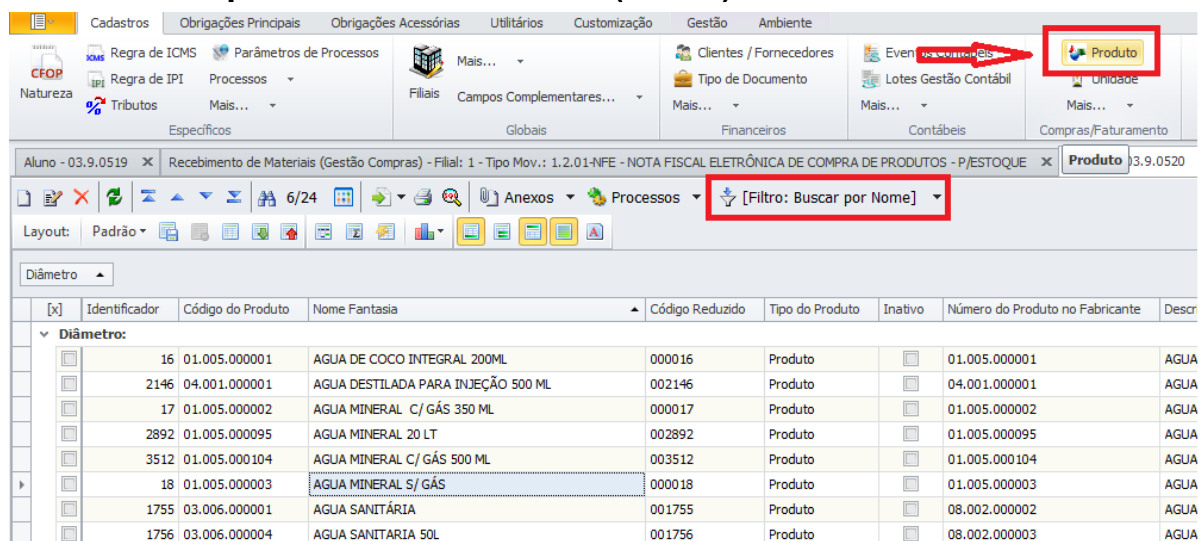 Cadastros Obrigações Principais Obrigações Acessórias Utilitários Customização Gestão Ambiente
Regra de ICMS Parâmetros de Processos Mais... Clientes / Fornecedores Eventos Contábeis Produto
CFOP Regra de IPI Processos Tipo de Documento Lotes Gestão Contábil Unidade
Natureza Tributos Mais... Filiais Campos Complementares... Mais... Mais... Mais...
Específicos Globais Financeiros Contábeis Compras/Faturamento
Aluno - 03.9.0519 Recebimento de Materiais (Gestão Compras) - Filial: 1 - Tipo Mov.: 1.2.01-NFE - NOTA FISCAL ELETRÔNICA DE COMPRA DE PRODUTOS - P/ESTOQUE Produto 3.9.0520
6/24 Anexos Processos [Filtro: Buscar por Nome]
Layout: Padrão
Diâmetro
[x] Identificador Código do Produto Nome Fantasia Código Reduzido Tipo do Produto Inativo Número do Produto no Fabricante Descr
Diâmetro:
16 01.005.000001 AGUA DE COCO INTEGRAL 200ML 000016 Produto 01.005.000001 AGUA
2146 04.001.000001 AGUA DESTILADA PARA INJEÇÃO 500 ML 002146 Produto 04.001.000001 AGUA
17 01.005.000002 AGUA MINERAL C/ GÁS 350 ML 000017 Produto 01.005.000002 AGUA
2892 01.005.000095 AGUA MINERAL 20 LT 002892 Produto 01.005.000095 AGUA
3512 01.005.000104 AGUA MINERAL C/ GÁS 500 ML 003512 Produto 01.005.000104 AGUA
18 01.005.000003 AGUA MINERAL S/ GÁS 000018 Produto 01.005.000003 AGUA
1755 03.006.000001 AGUA SANITÁRIA 001755 Produto 08.002.000002 AGUA
1756 03.006.000004 AGUA SANITARIA 50L 001756 Produto 08.002.000003 AGUA